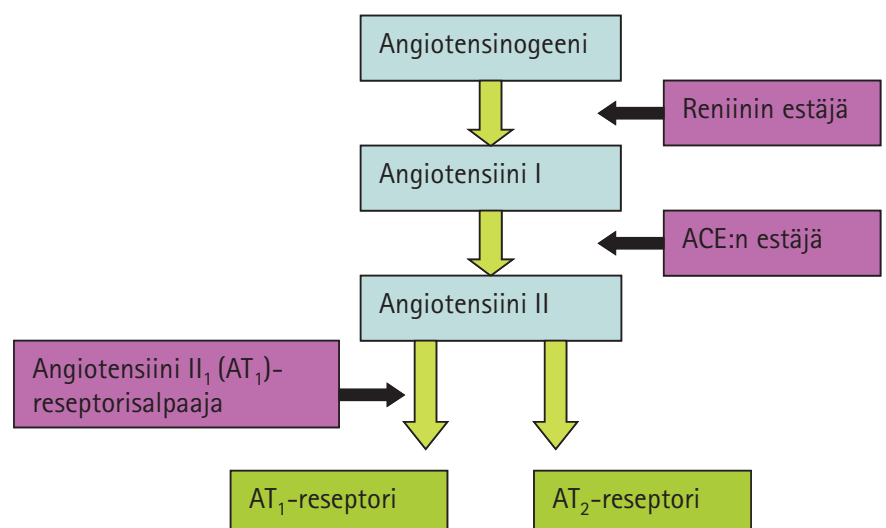 Angiotensinogeeni
Reniinin estäjä
Angiotensiini I
ACE:n estäjä
Angiotensiini II
Angiotensiini II₁ (AT₁)-
reseptorisalpaaja
AT₁-reseptori
AT₂-reseptori